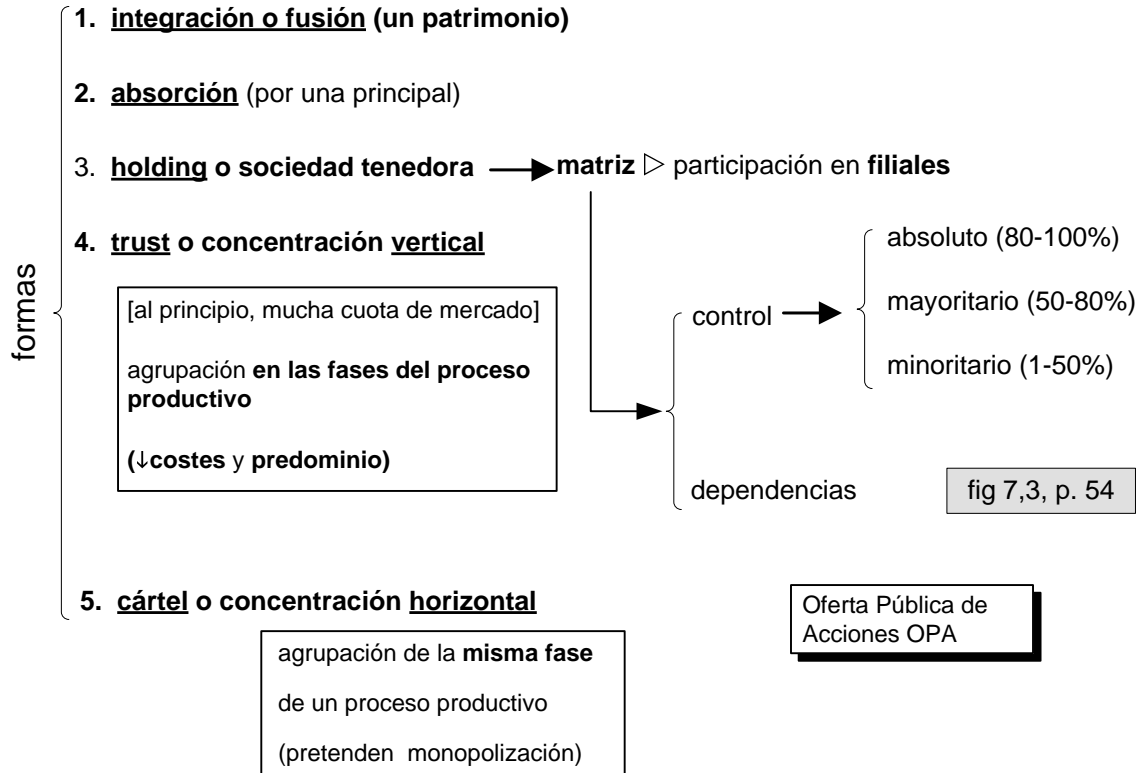 formas
1. integración o fusión (un patrimonio)
2. absorción (por una principal)
3. holding o sociedad tenedora
matriz ▷ participación en filiales
4. trust o concentración vertical
[al principio, mucha cuota de mercado]
agrupación en las fases del proceso
productivo
(↓costes y predominio)
control
absoluto (80-100%)
mayoritario (50-80%)
minoritario (1-50%)
dependencias
fig 7,3, p. 54
5. cártel o concentración horizontal
agrupación de la misma fase
de un proceso productivo
(pretenden monopolización)
Oferta Pública de
Acciones OPA